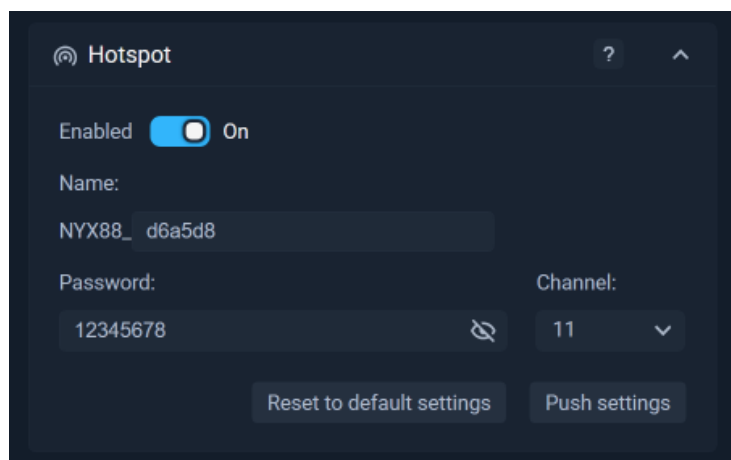 Hotspot ?
Enabled On
Name:
NYX88_ d6a5d8
Password: Channel:
12345678 11
Reset to default settings Push settings